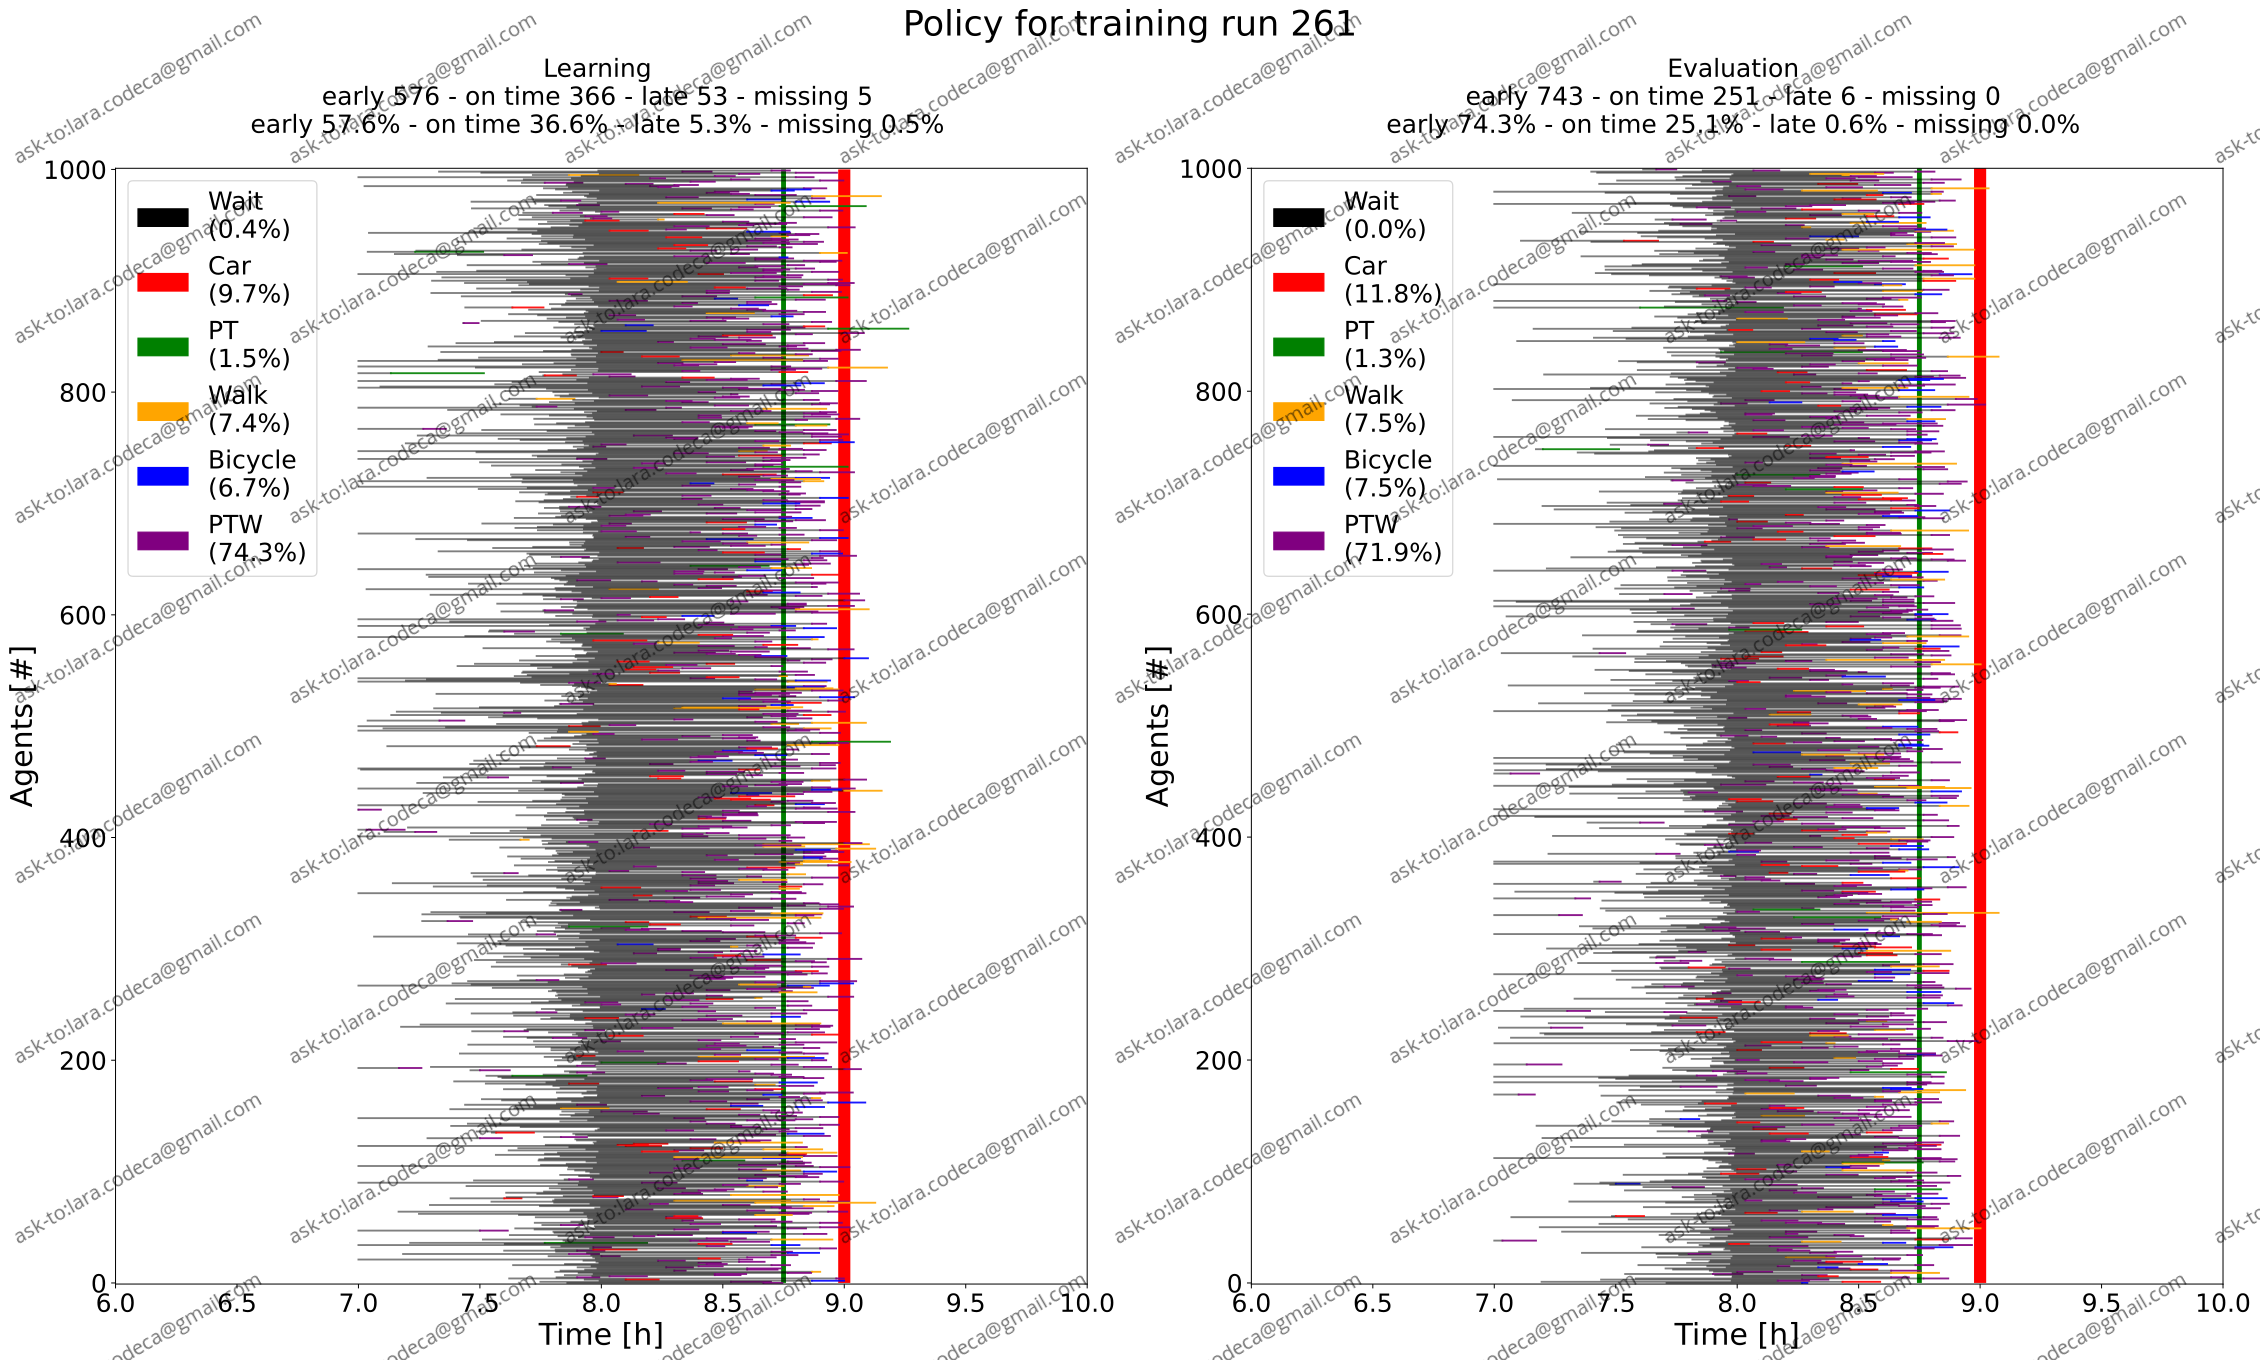 Policy for training run 261
Learning
early 576 - on time 366 - late 53 - missing 5
early 57.6% - on time 36.6% - late 5.3% - missing 0.5%
Evaluation
early 743 - on time 251 - late 6 - missing 0
early 74.3% - on time 25.1% - late 0.6% - missing 0.0%
Wait
(0.4%)
Car
(9.7%)
PT
(1.5%)
Walk
(7.4%)
Bicycle
(6.7%)
PTW
(74.3%)
1000
800
600
400
200
0
Agents [#]
6.0 6.5 7.0 7.5 8.0 8.5 9.0 9.5 10.0
Time [h]
Wait
(0.0%)
Car
(11.8%)
PT
(1.3%)
Walk
(7.5%)
Bicycle
(7.5%)
PTW
(71.9%)
1000
800
600
400
200
0
Agents [#]
6.0 6.5 7.0 7.5 8.0 8.5 9.0 9.5 10.0
Time [h]
ask-to:lara.codeca@gmail.com